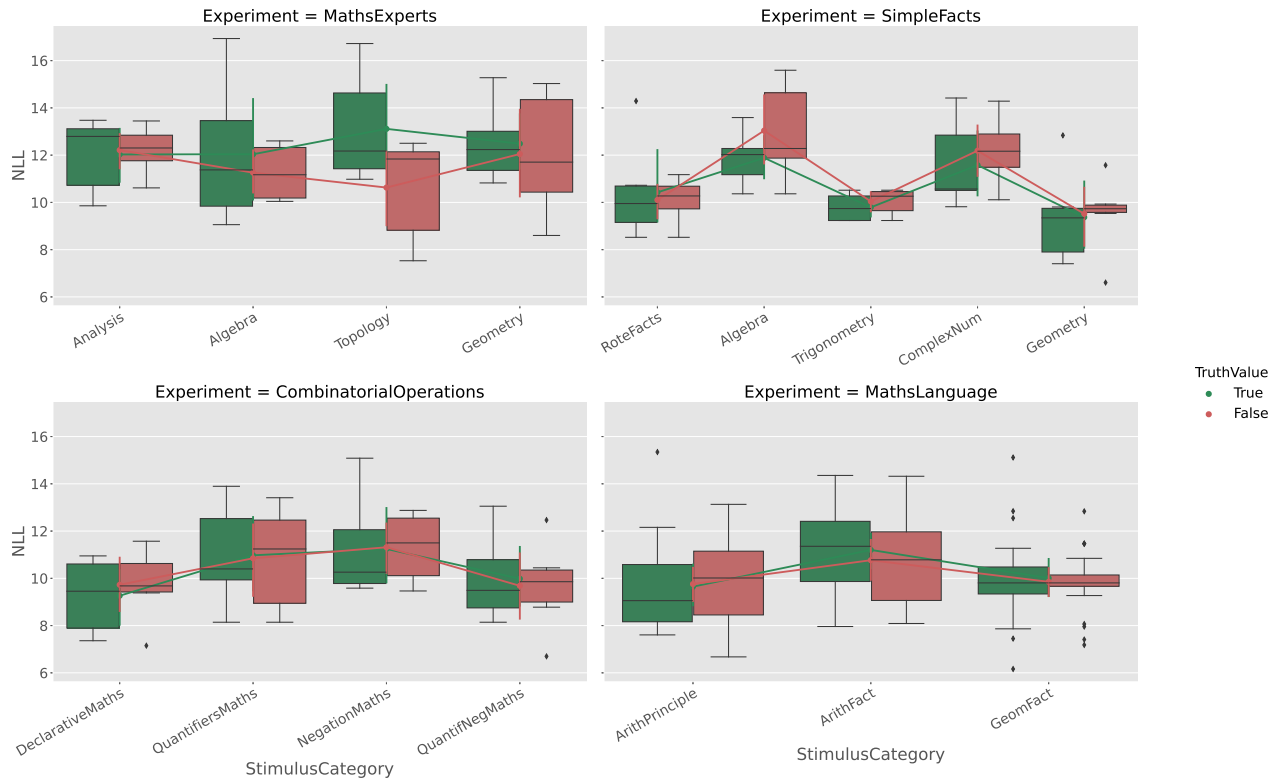 Experiment = MathsExperts
Experiment = SimpleFacts
NLL
16
14
12
10
8
6
Analysis
Algebra
Topology
Geometry
RoteFacts
Algebra
Trigonometry
ComplexNum
Geometry
TruthValue
True
False
Experiment = CombinatorialOperations
Experiment = MathsLanguage
NLL
16
14
12
10
8
6
DeclarativeMaths
QuantifiersMaths
NegationMaths
QuantifNegMaths
ArithPrinciple
ArithFact
GeomFact
StimulusCategory
StimulusCategory